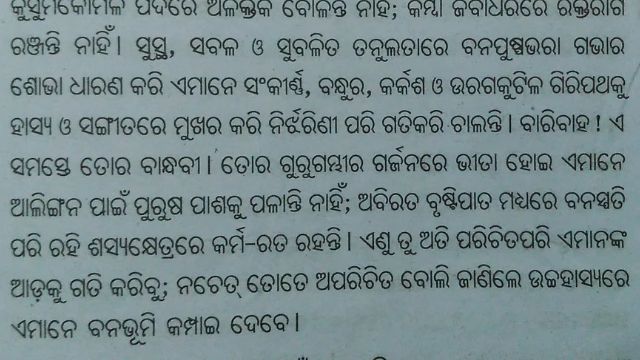 କୁସୁମକୋମଳ ପଦରେ ଅଳକ୍ତକ ବୋଳନ୍ତି ନାହିଁ; କିମ୍ବା ଜବାଧରରେ ରକ୍ତରାଗ
ରଞ୍ଜନ୍ତି ନାହିଁ। ସୁସ୍ଥ, ସବଳ ଓ ସୁବଳିତ ତନୁଲତାରେ ବନପୁଷ୍ପଭରା ଗଭାର
ଶୋଭା ଧାରଣ କରି ଏମାନେ ସଂକୀର୍ଣ୍ଣ, ବନ୍ଧୁର, କର୍କଶ ଓ ଉରଗକୁଟିଳ ଗିରିପଥକୁ
ହାସ୍ୟ ଓ ସଙ୍ଗୀତରେ ମୁଖର କରି ନିର୍ଝରିଣୀ ପରି ଗତିକରି ଚାଲନ୍ତି। ବାରିବାହ! ଏ
ସମସ୍ତେ ତୋର ବାନ୍ଧବୀ। ତୋର ଗୁରୁଗମ୍ଭୀର ଗର୍ଜନରେ ଭୀତା ହୋଇ ଏମାନେ
ଆଲିଙ୍ଗନ ପାଇଁ ପୁରୁଷ ପାଶକୁ ପଳାନ୍ତି ନାହିଁ; ଅବିରତ ବୃଷ୍ଟିପାତ ମଧ୍ୟରେ ବନସ୍ପତି
ପରି ରହି ଶସ୍ୟକ୍ଷେତ୍ରରେ କର୍ମ-ରତ ରହନ୍ତି। ଏଣୁ ତୁ ଅତି ପରିଚିତପରି ଏମାନଙ୍କ
ଆଡ଼କୁ ଗତି କରିବୁ; ନଚେତ୍ ତୋତେ ଅପରିଚିତ ବୋଲି ଜାଣିଲେ ଉଚ୍ଚହାସ୍ୟରେ
ଏମାନେ ବନଭୂମି କମ୍ପାଇ ଦେବେ।